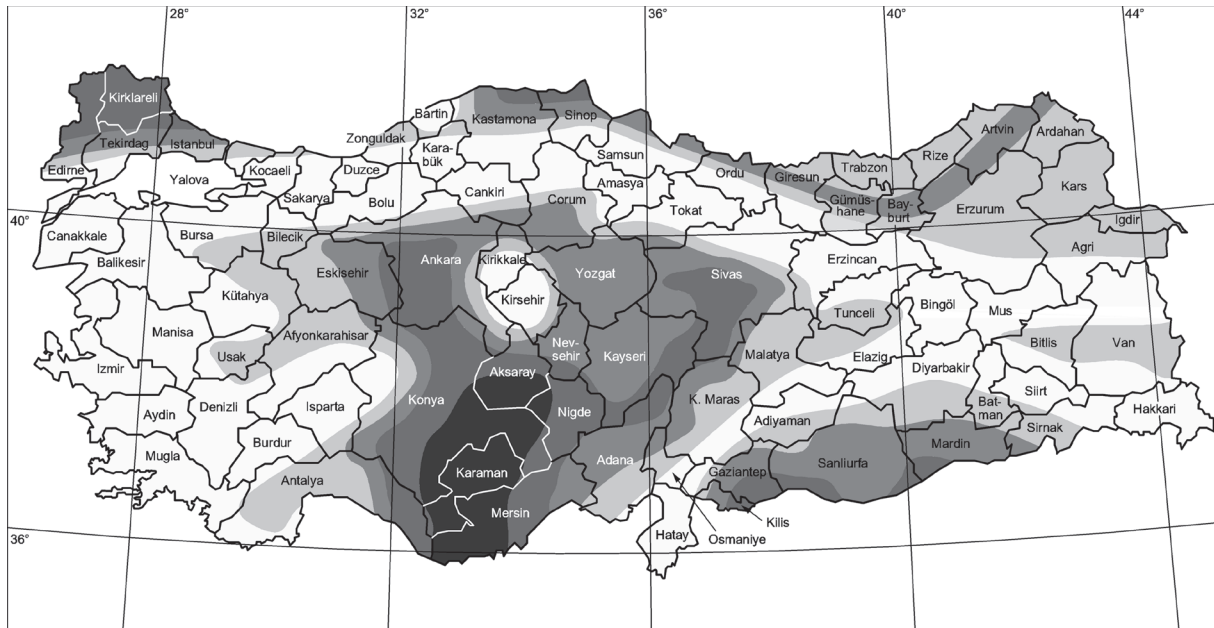 28°
32°
36°
40°
44°
Kirklareli
Bartin
Kastamona
Sinop
Artvin
Ardahan
Tekirdag
Istanbul
Zonguldak
Kara-
bük
Samsun
Rize
Edirne
Yalova
Kocaeli
Duzce
Ordu
Giresun
Trabzon
Kars
Sakarya
Bolu
Cankiri
Corum
Amasya
Tokat
Gümüs-
hane
Bay-
burt
Erzurum
Igdir
40°
Canakkale
Bursa
Bilecik
Agri
Balikesir
Eskisehir
Ankara
Kirikkale
Yozgat
Sivas
Erzincan
Kütahya
Kirsehir
Tunceli
Bingöl
Mus
Manisa
Afyonkarahisar
Nev-
sehir
Kayseri
Malatya
Elazig
Bitlis
Van
Usak
Izmir
Aksaray
Diyarbakir
Aydin
Denizli
Isparta
Konya
Nigde
K. Maras
Adiyaman
Bat-
man
Siirt
Hakkari
Burdur
Sirnak
Mugla
Antalya
Karaman
Adana
Gaziantep
Sanliurfa
Mardin
Mersin
Kilis
36°
Hatay
Osmaniye